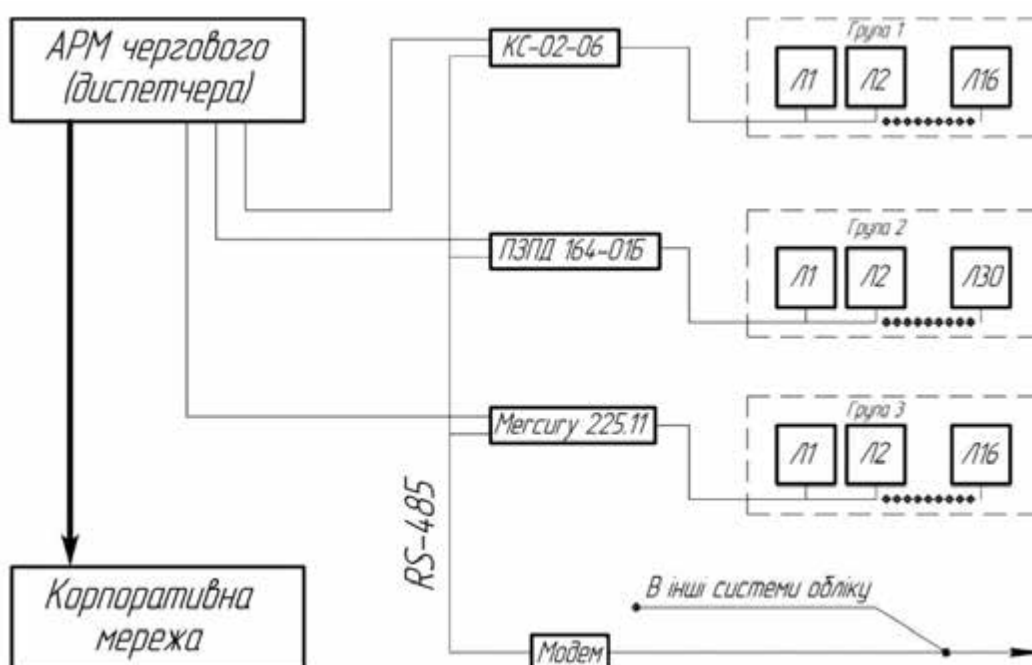 АРМ чергового
(диспетчера)
КС-02-06
Група 1
Л1
Л2
Л16
ПЗПД 164-01Б
Група 2
Л1
Л2
Л30
Mercury 225.11
Група 3
Л1
Л2
Л16
RS-485
В інші системи обліку
Корпоративна
мережа
Модем